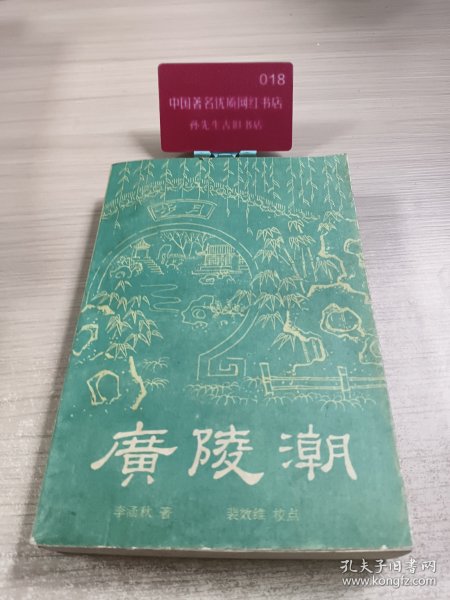 018
中国著名优质网红书店
孙先生古旧书店
廣陵潮
李涵秋 著 裴效维 校点
孔夫子旧书网
www.kongfz.com